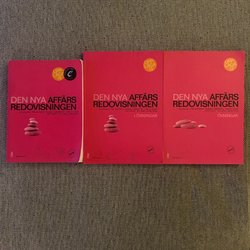 DEN NYA AFFÄRS
REDOVISNINGEN
DEN NYA AFFÄRS
REDOVISNINGEN
LÖSNINGAR
DEN NYA AFFÄRS
REDOVISNINGEN
ÖVNINGAR